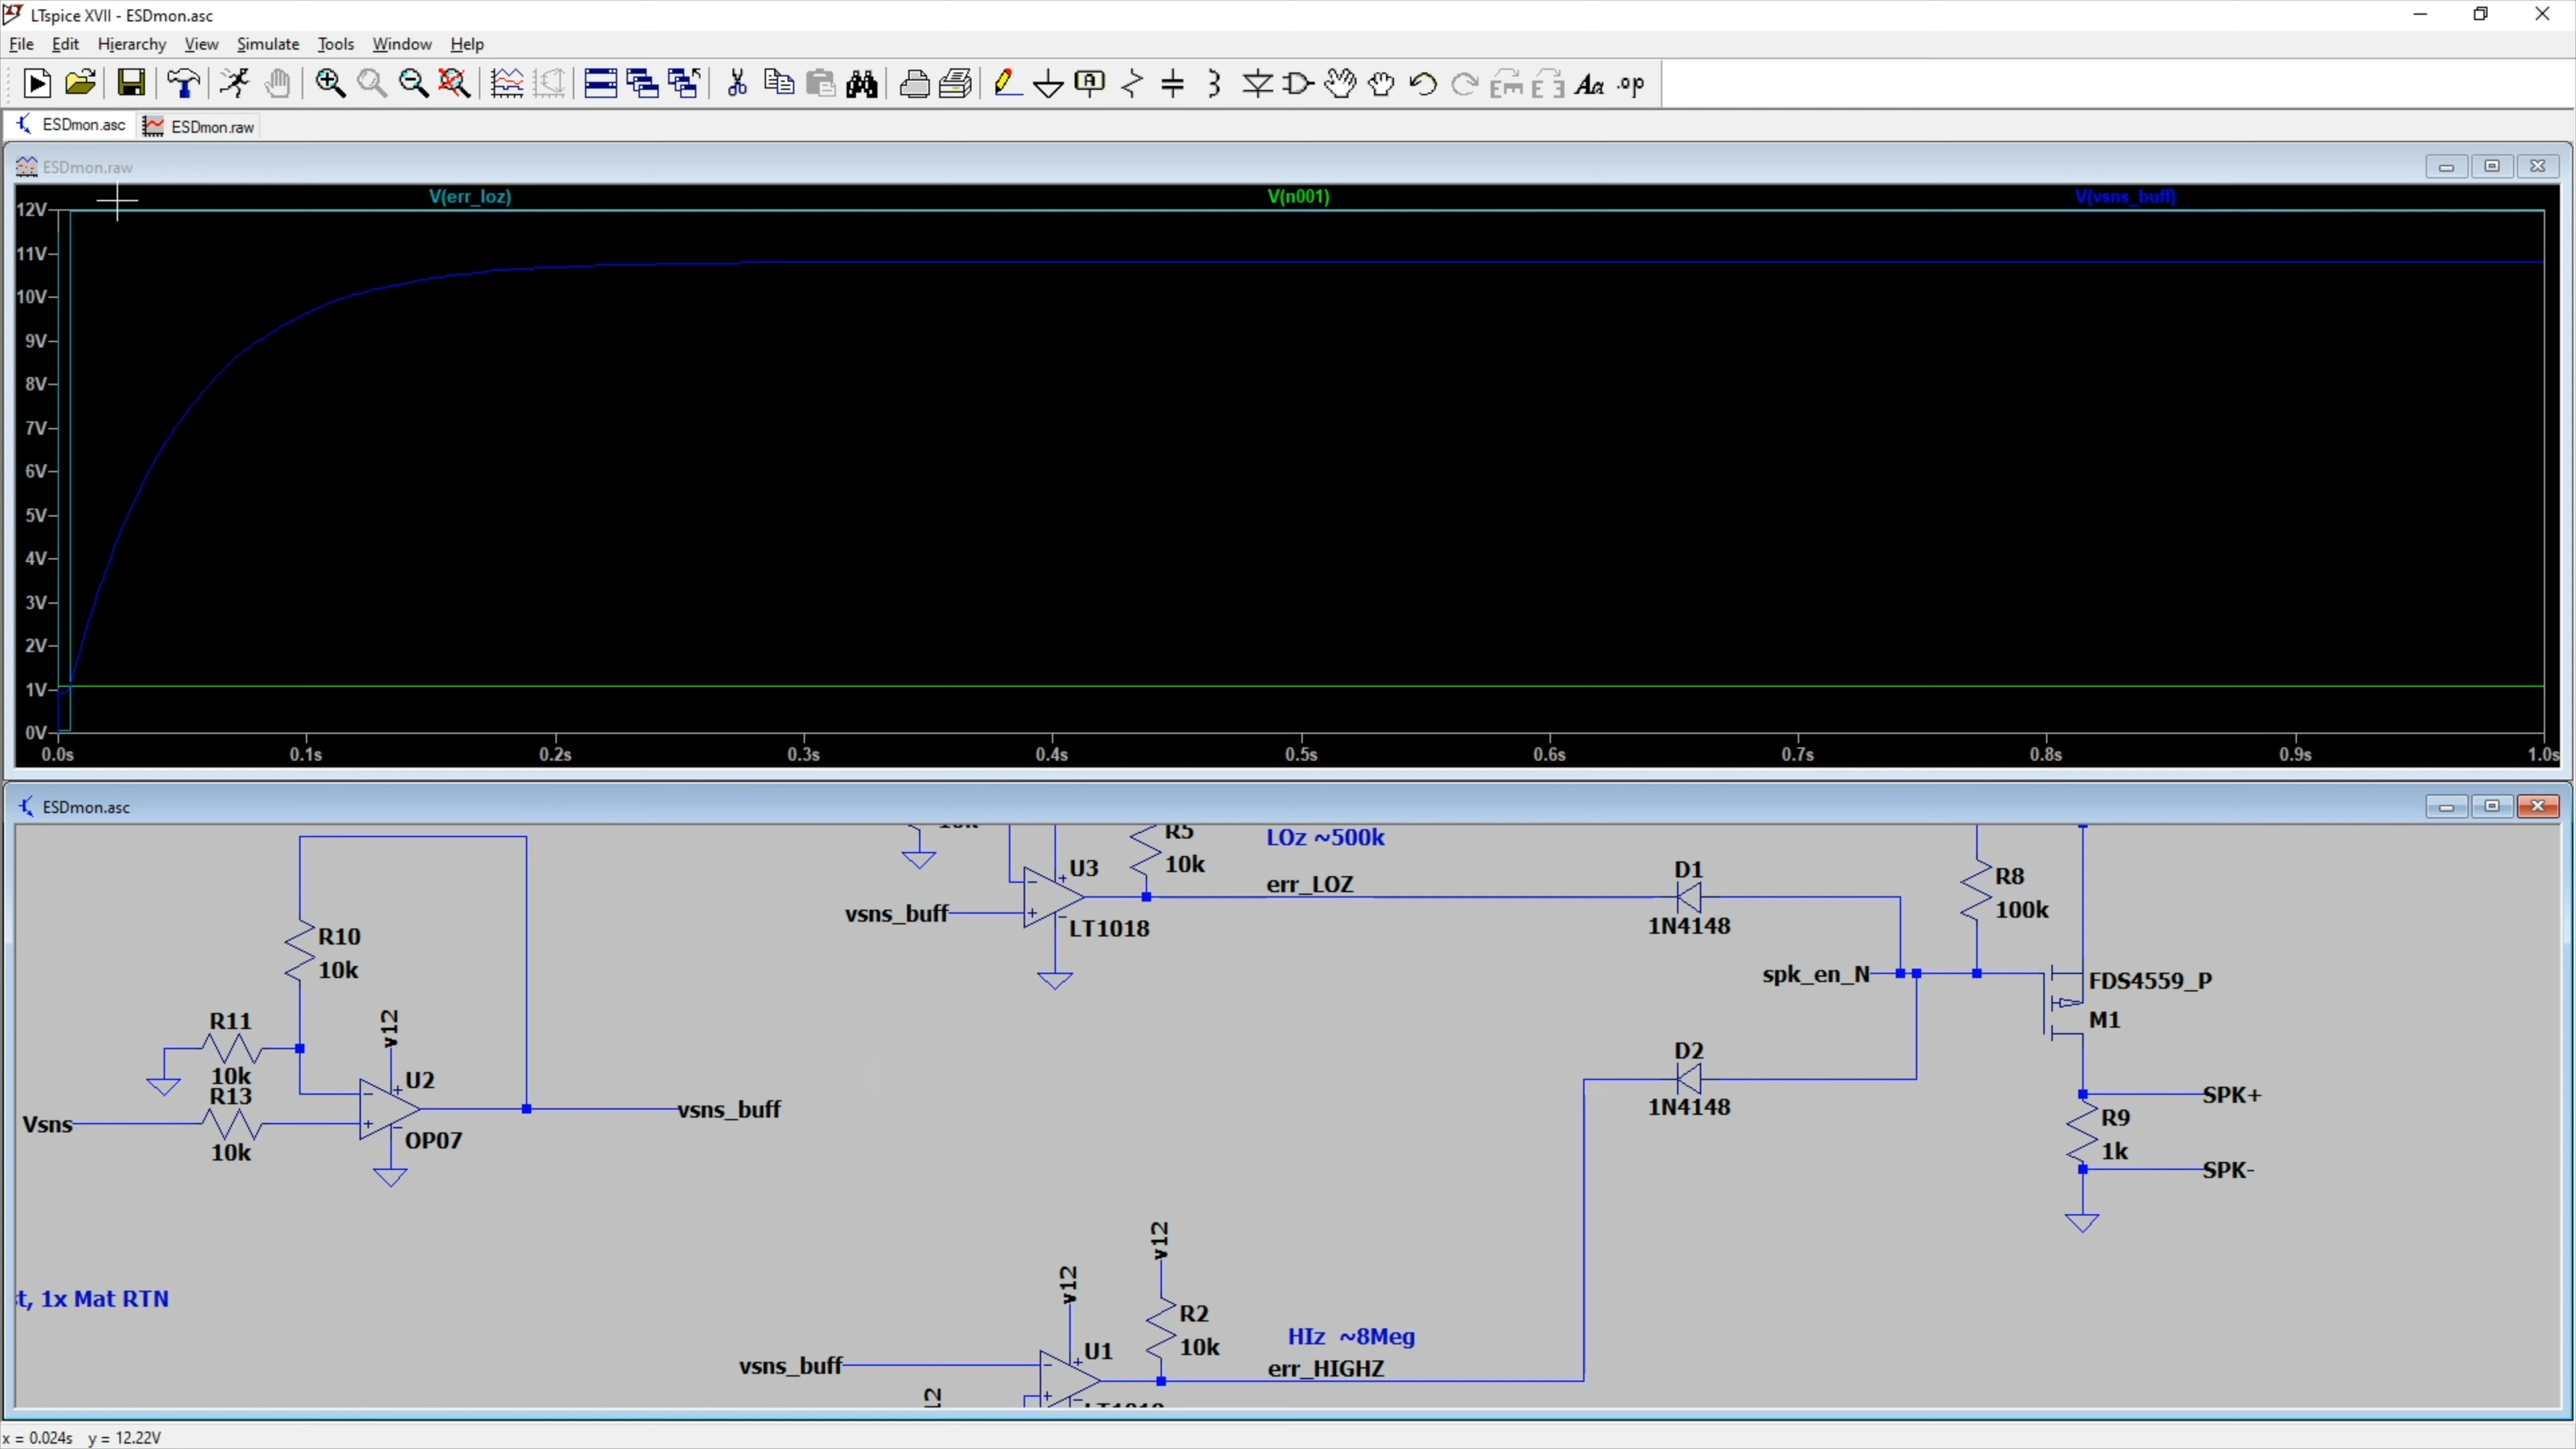 LTspice XVII - ESDmon.asc
File Edit Hierarchy View Simulate Tools Window Help
.op
ESDmon.asc ESDmon.raw
ESDmon.raw
V(err_loz) V(n001) V(vsns_buff)
12V
11V
10V
9V
8V
7V
6V
5V
4V
3V
2V
1V
0V
0.0s 0.1s 0.2s 0.3s 0.4s 0.5s 0.6s 0.7s 0.8s 0.9s 1.0s
ESDmon.asc
R5
10k
LOz ~500k
U3
err_LOZ
vsns_buff
LT1018
D1
1N4148
R8
100k
R10
10k
spk_en_N
FDS4559_P
M1
R11
10k
v12
D2
1N4148
R13
10k
U2
Vsns
vsns_buff
OP07
SPK+
R9
1k
SPK-
t, 1x Mat RTN
v12
v12
R2
10k
HIz ~8Meg
vsns_buff
U1
err_HIGHZ
x = 0.024s y = 12.22V